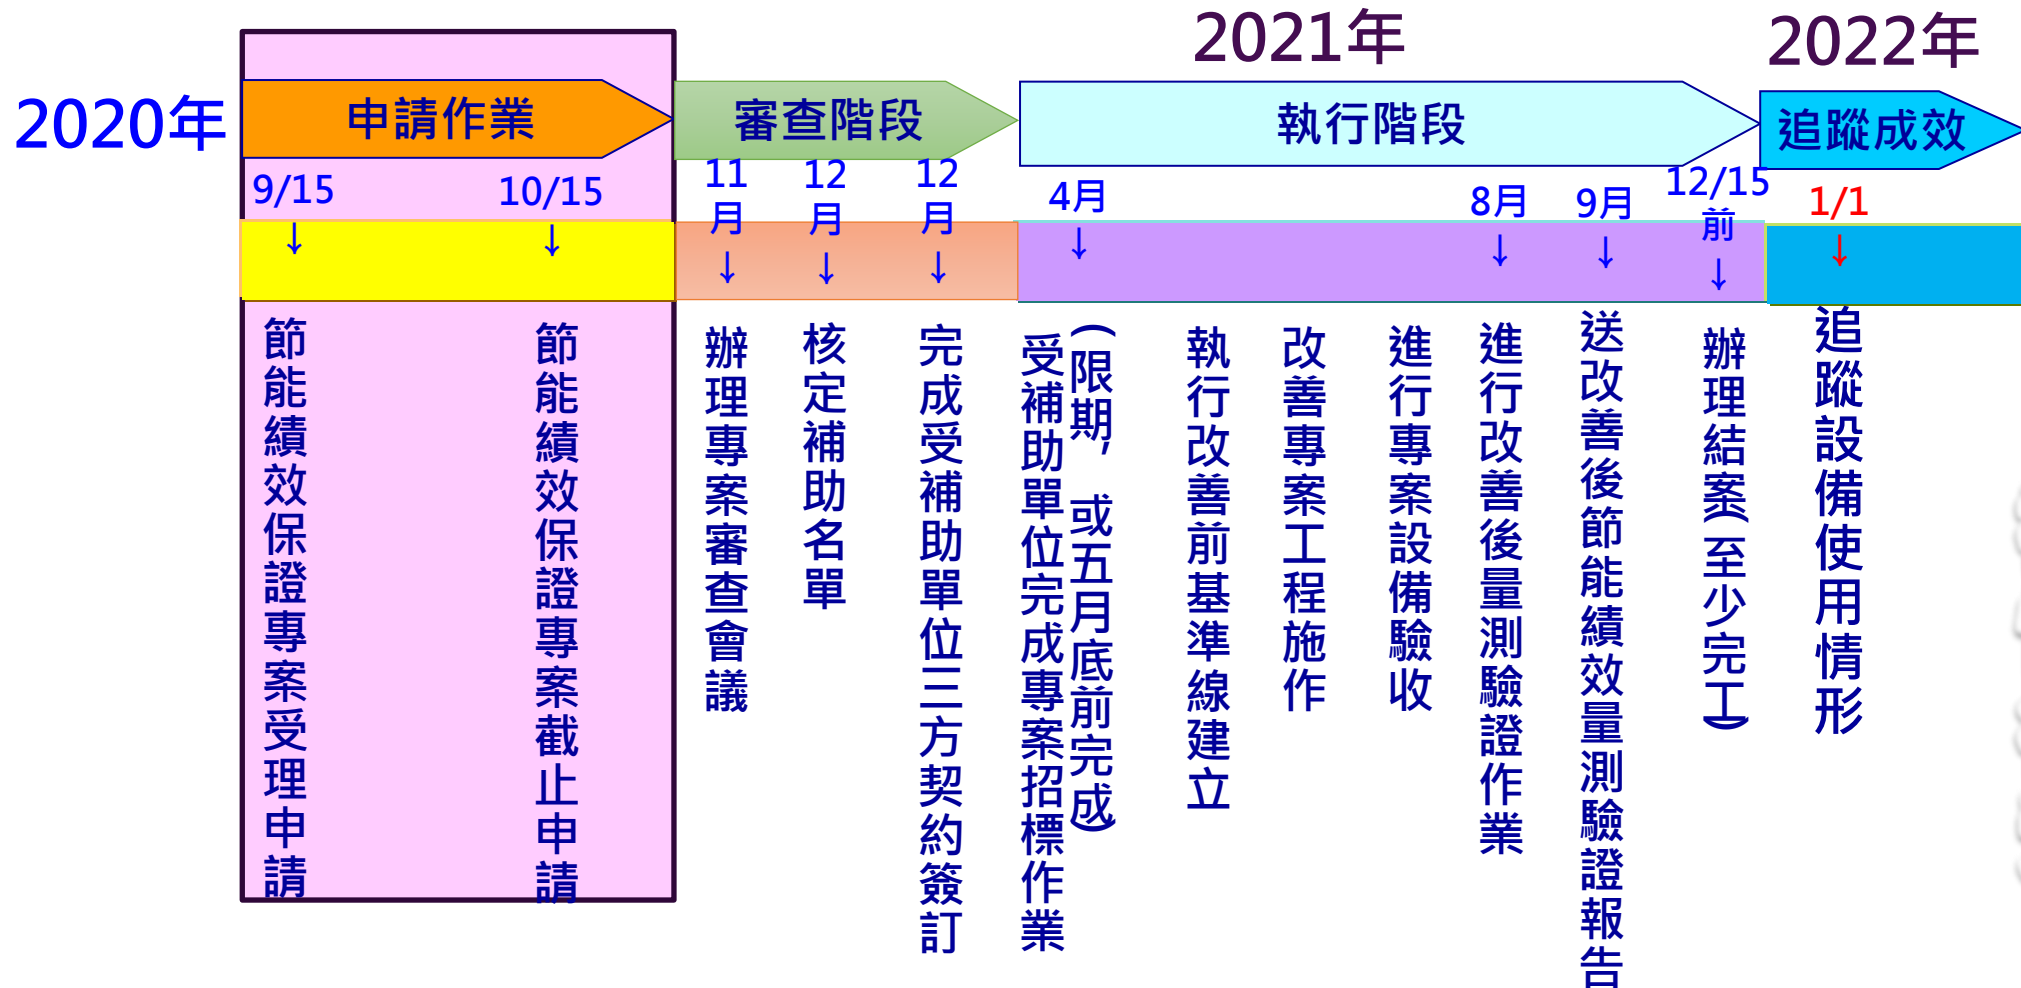 2020年
2021年
2022年
申請作業
審查階段
執行階段
追蹤成效
9/15
↓
10/15
↓
11
月
↓
12
月
↓
12
月
↓
4月
↓
8月
↓
9月
↓
12/15
前
↓
1/1
↓
節能績效保證專案受理申請
節能績效保證專案截止申請
辦理專案審查會議
核定補助名單
完成受補助單位三方契約簽訂
受補助單位完成專案招標作業
(限期，或五月底前完成)
執行改善前基準線建立
改善專案工程施作
進行專案設備驗收
進行改善後量測驗證作業
送改善後節能績效量測驗證報告
辦理結案(至少完工)
追蹤設備使用情形